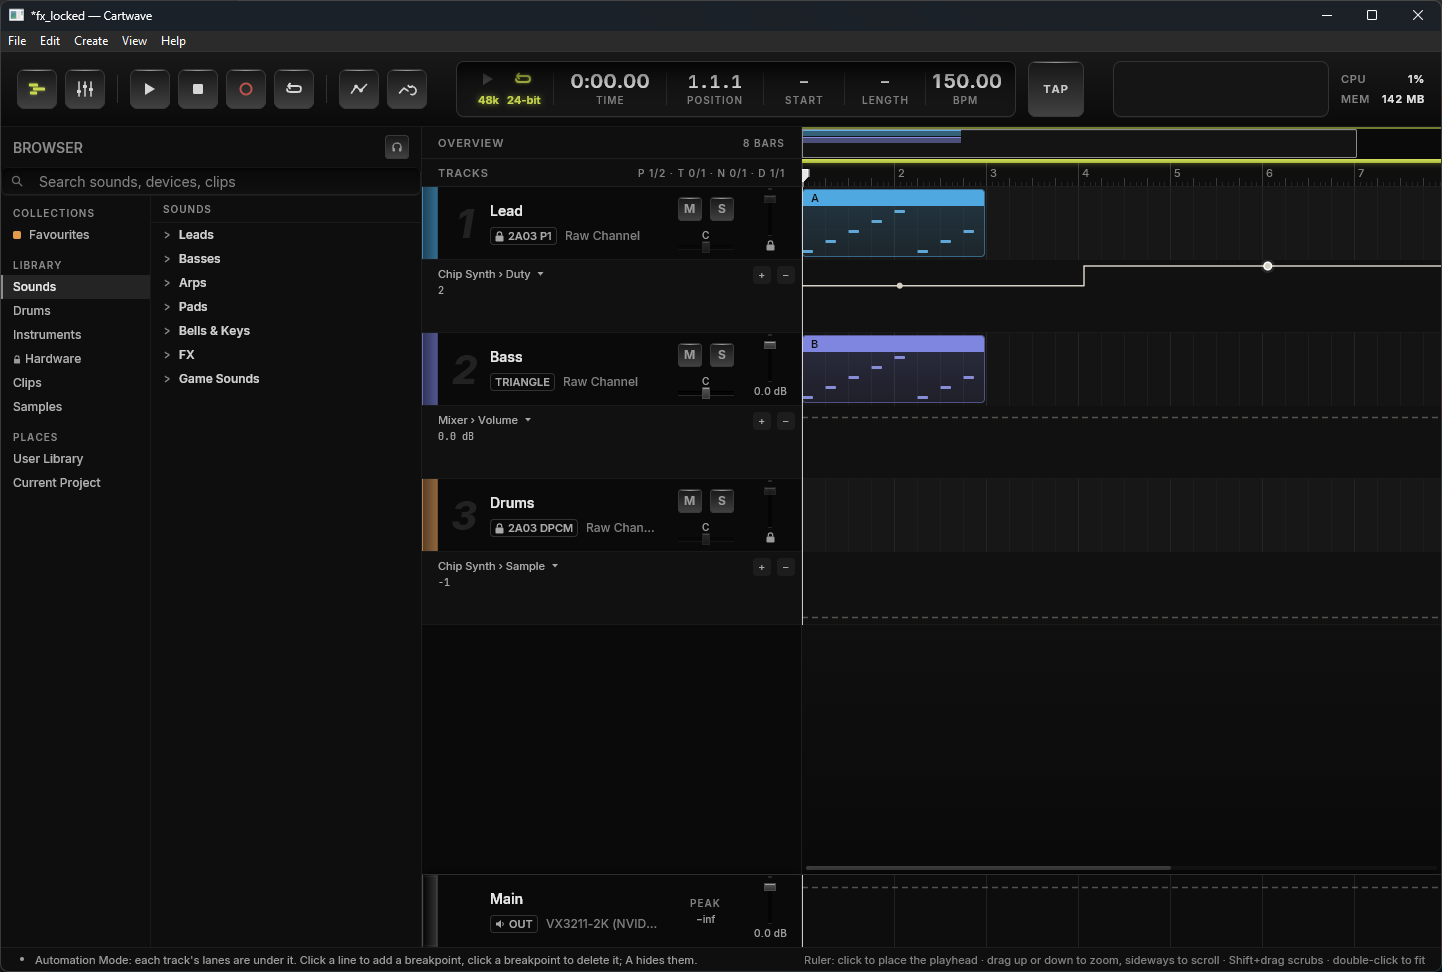 *fx_locked — Cartwave
File Edit Create View Help
48k 24-bit
0:00.00 TIME
1.1.1 POSITION
– START
– LENGTH
150.00 BPM
TAP
CPU 1%
MEM 142 MB
BROWSER
Search sounds, devices, clips
COLLECTIONS
Favourites
LIBRARY
Sounds
Drums
Instruments
Hardware
Clips
Samples
PLACES
User Library
Current Project
SOUNDS
> Leads
> Basses
> Arps
> Pads
> Bells & Keys
> FX
> Game Sounds
OVERVIEW 8 BARS
TRACKS P 1/2 · T 0/1 · N 0/1 · D 1/1
2 3 4 5 6 7
1 Lead M S
2A03 P1 Raw Channel C
A
Chip Synth › Duty + −
2
2 Bass M S
TRIANGLE Raw Channel C 0.0 dB
B
Mixer › Volume + −
0.0 dB
3 Drums M S
2A03 DPCM Raw Chan... C
Chip Synth › Sample + −
-1
Main PEAK
OUT VX3211-2K (NVID... −inf 0.0 dB
• Automation Mode: each track's lanes are under it. Click a line to add a breakpoint, click a breakpoint to delete it; A hides them.
Ruler: click to place the playhead · drag up or down to zoom, sideways to scroll · Shift+drag scrubs · double-click to fit